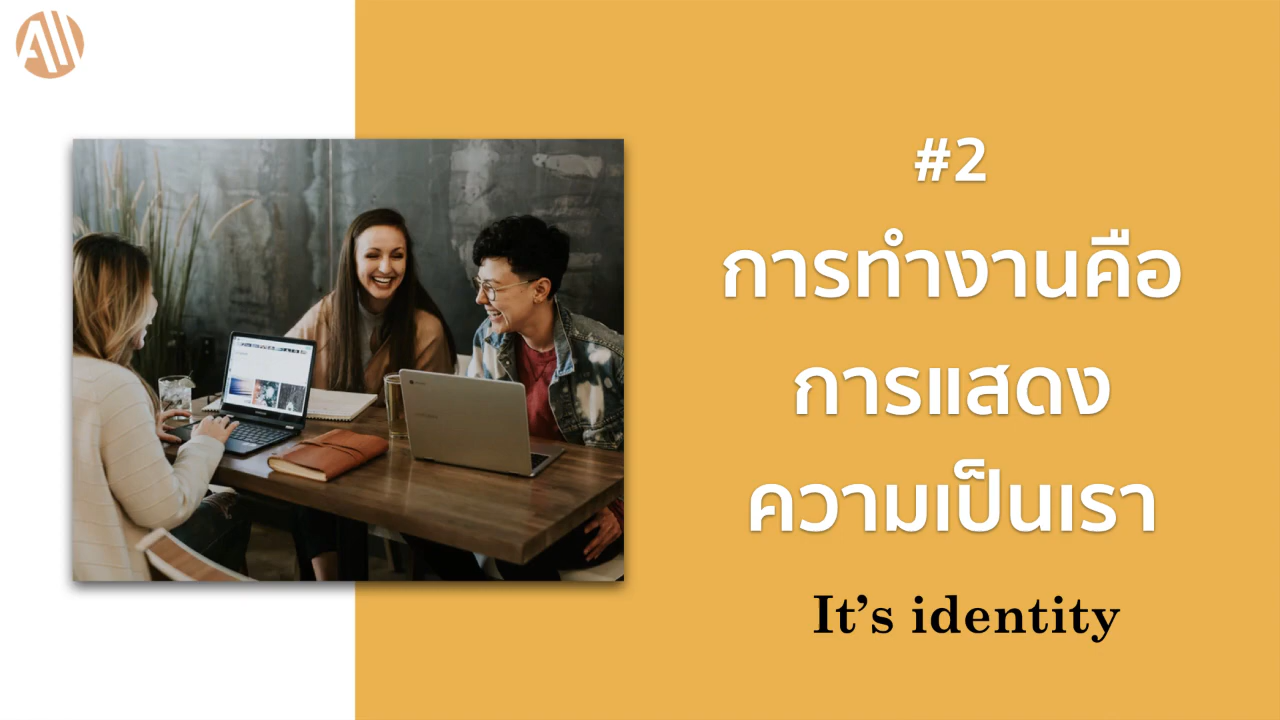 #2
การทำงานคือ
การแสดง
ความเป็นเรา
It’s identity